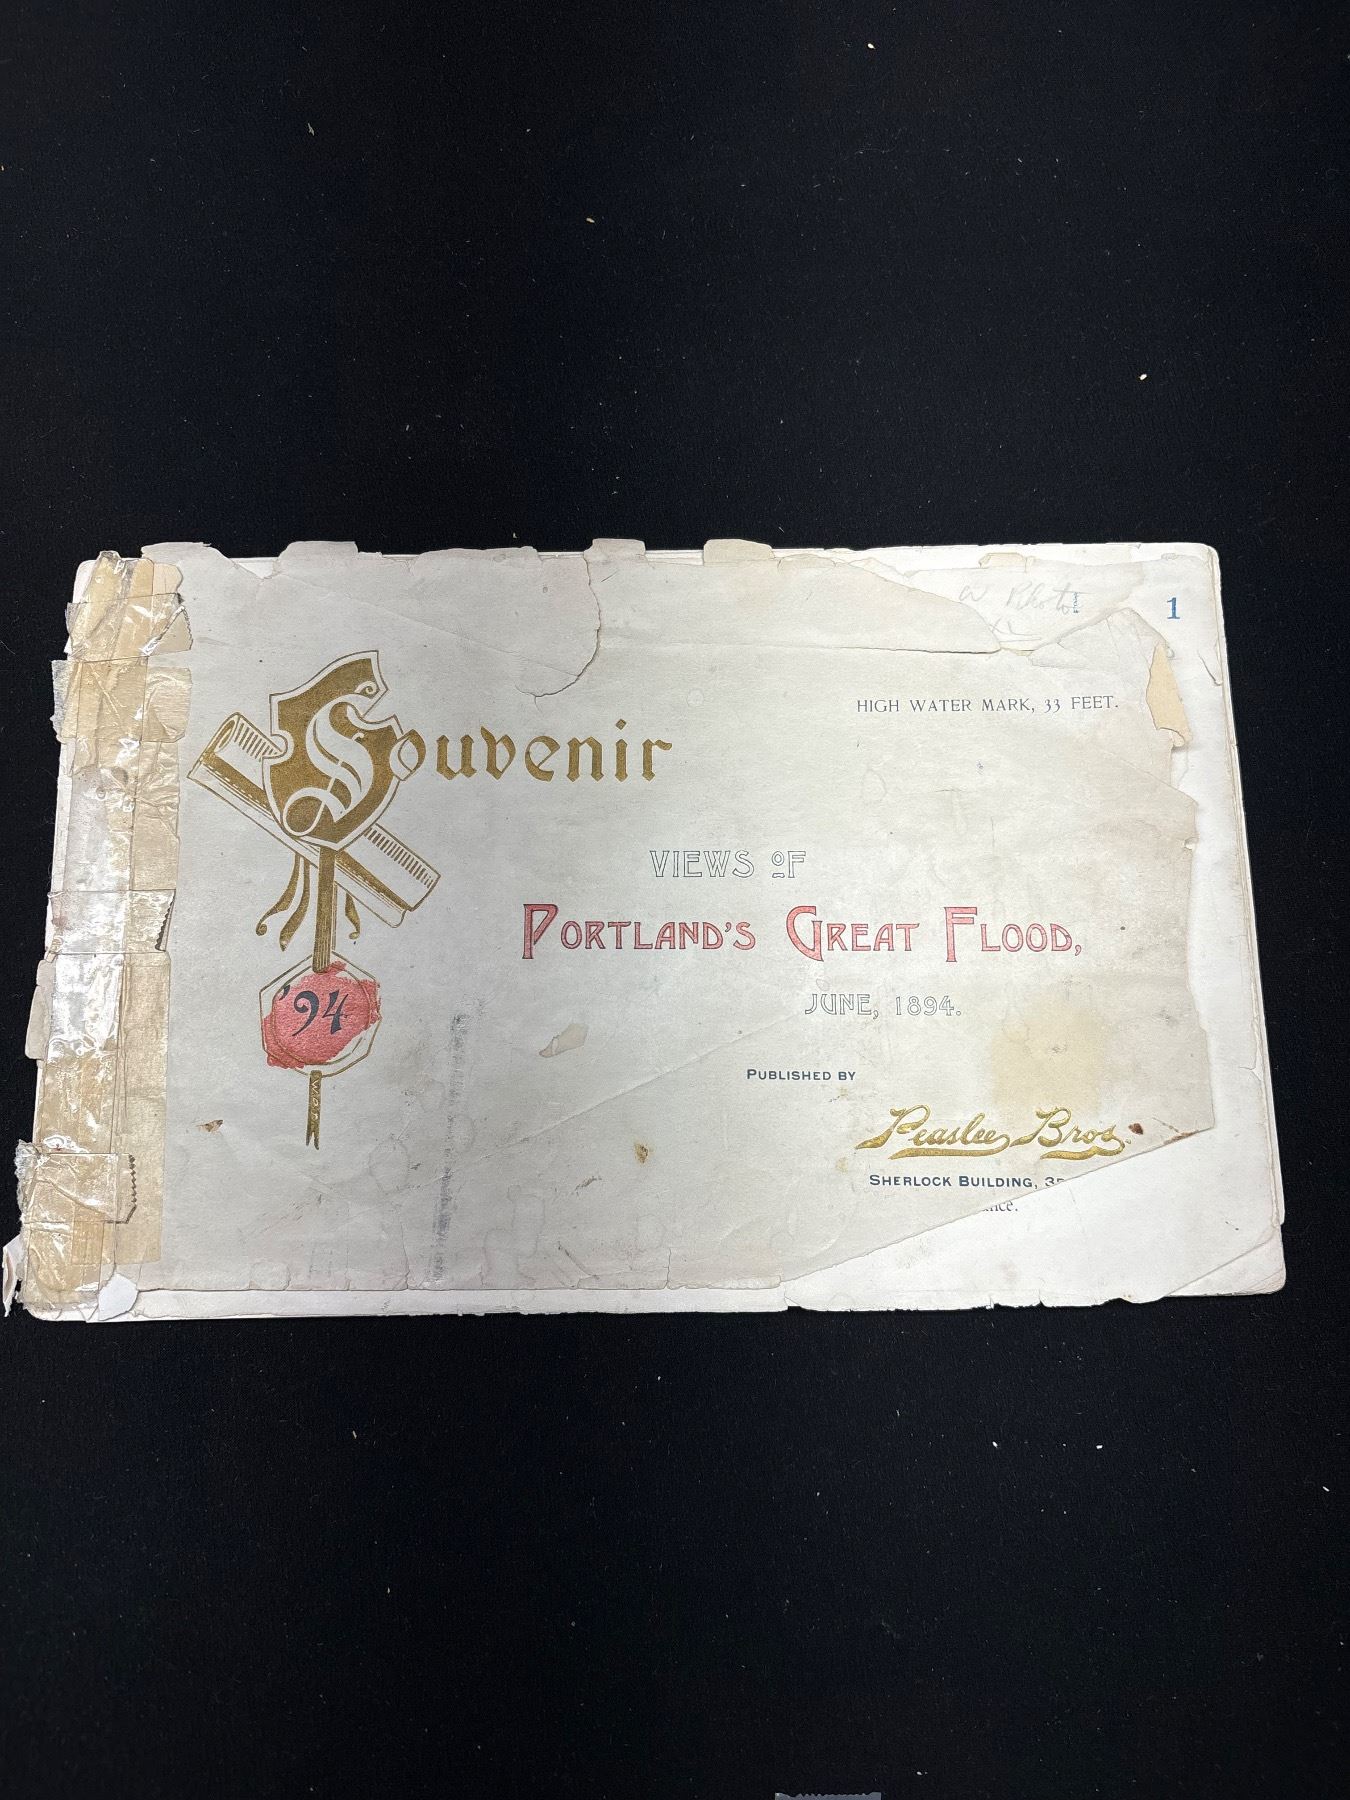 1
HIGH WATER MARK, 33 FEET.
Souvenir
VIEWS OF
PORTLAND'S GREAT FLOOD,
JUNE, 1894.
'94
PUBLISHED BY
Peaslee Bros.
SHERLOCK BUILDING,